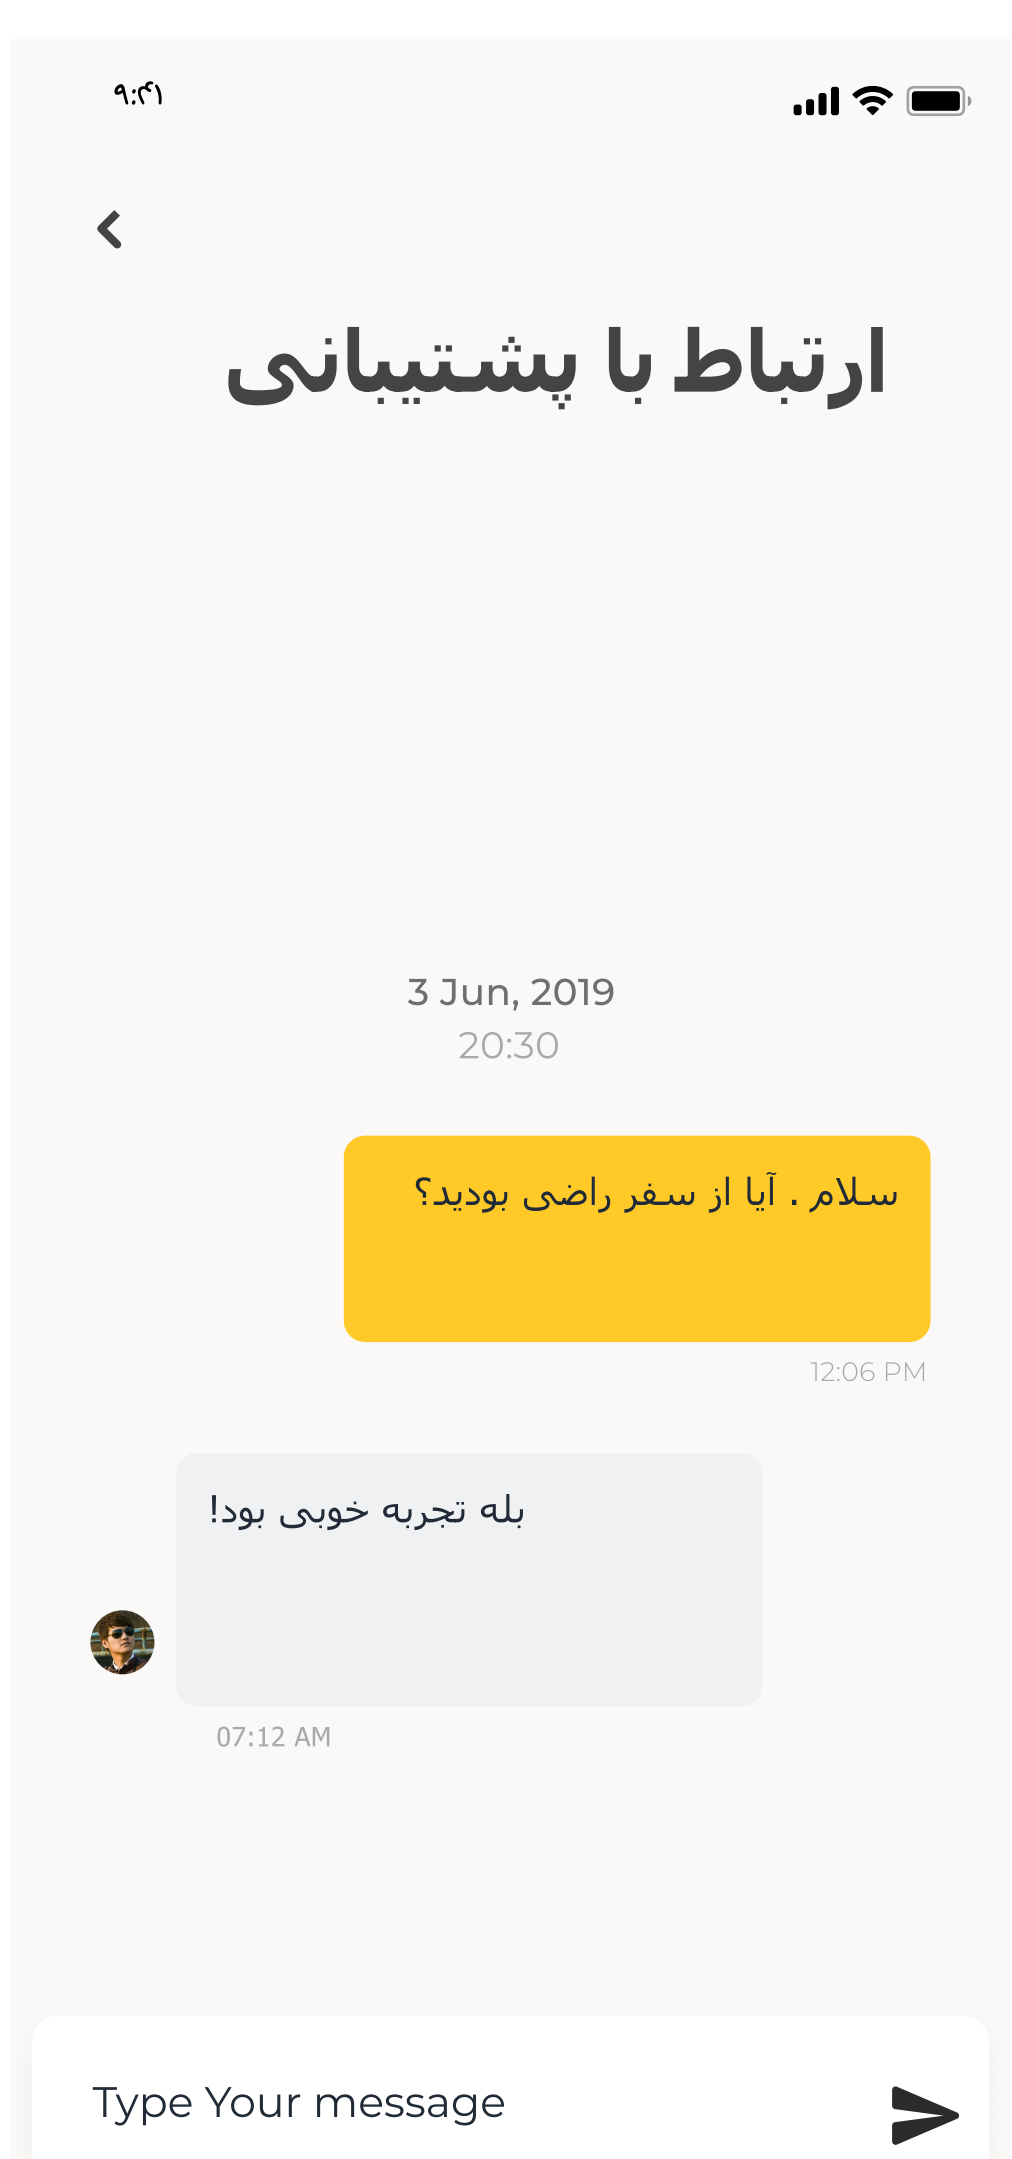 ۹:۴۱
ارتباط با پشتیبانی
3 Jun, 2019
20:30
سلام . آیا از سفر راضی بودید؟
12:06 PM
بله تجربه خوبی بود!
07:12 AM
Type Your message